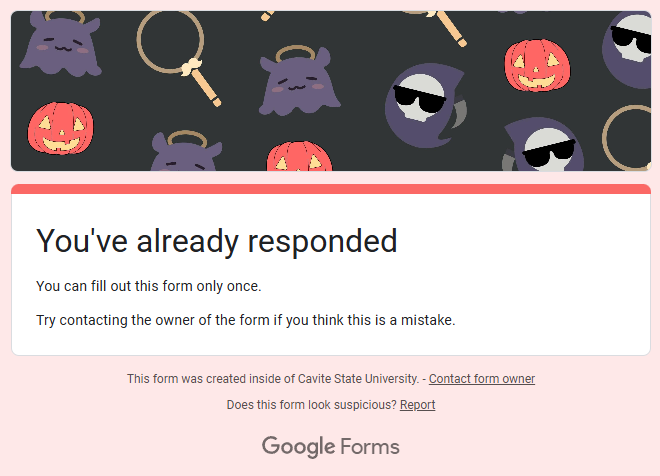 You've already responded
You can fill out this form only once.
Try contacting the owner of the form if you think this is a mistake.
This form was created inside of Cavite State University. - Contact form owner
Does this form look suspicious? Report
Google Forms